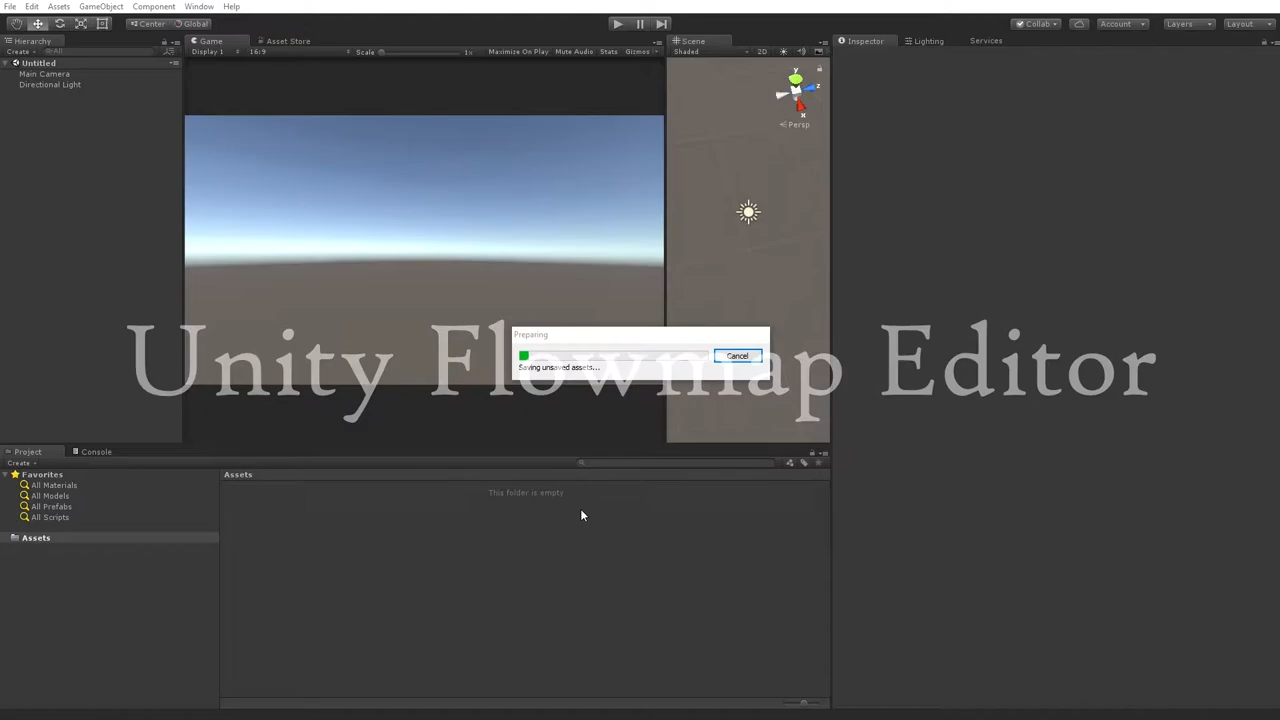 File Edit Assets GameObject Component Window Help
Center Global Collab Account Layers Layout
Hierarchy Game Asset Store Scene Inspector Lighting Services
Create All Display 1 16:9 Scale 1x Maximize On Play Mute Audio Stats Gizmos Shaded 2D
Untitled
Main Camera
Directional Light
y
z
x
Persp
Preparing
Cancel
Saving unsaved assets...
Unity Flowmap Editor
Project Console
Create
Favorites Assets
All Materials
All Models
All Prefabs
All Scripts
This folder is empty
Assets